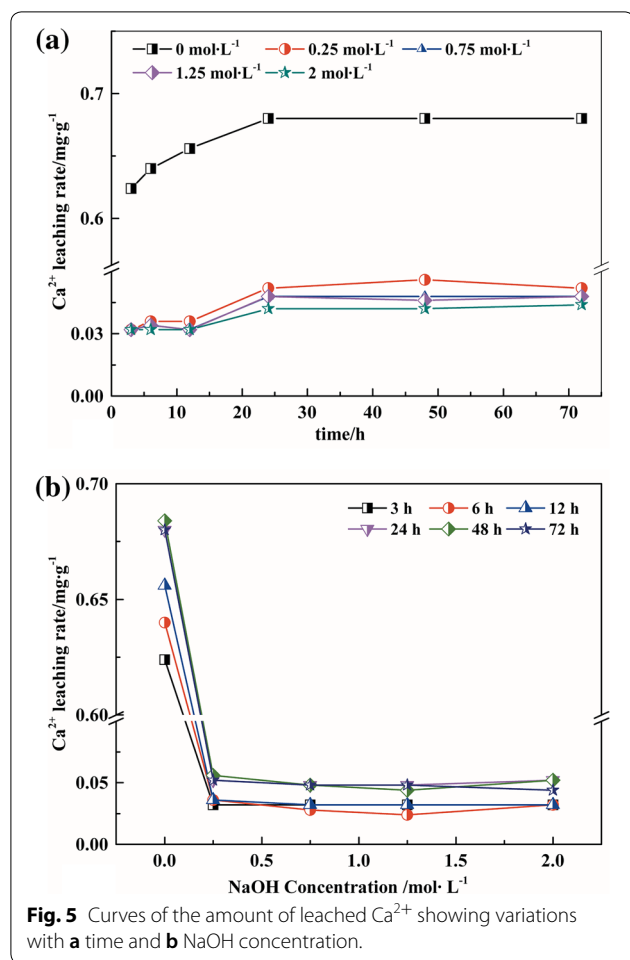 (a)
0 mol·L⁻¹ 0.25 mol·L⁻¹ 0.75 mol·L⁻¹
1.25 mol·L⁻¹ 2 mol·L⁻¹
0.7
0.6
0.03
0.00
Ca²⁺ leaching rate/mg·g⁻¹
0 10 20 30 40 50 60 70
time/h
(b)
3 h 6 h 12 h
24 h 48 h 72 h
0.70
0.65
0.60
0.05
0.00
Ca²⁺ leaching rate/mg·g⁻¹
0.0 0.5 1.0 1.5 2.0
NaOH Concentration /mol· L⁻¹
Fig. 5 Curves of the amount of leached Ca²⁺ showing variations
with a time and b NaOH concentration.